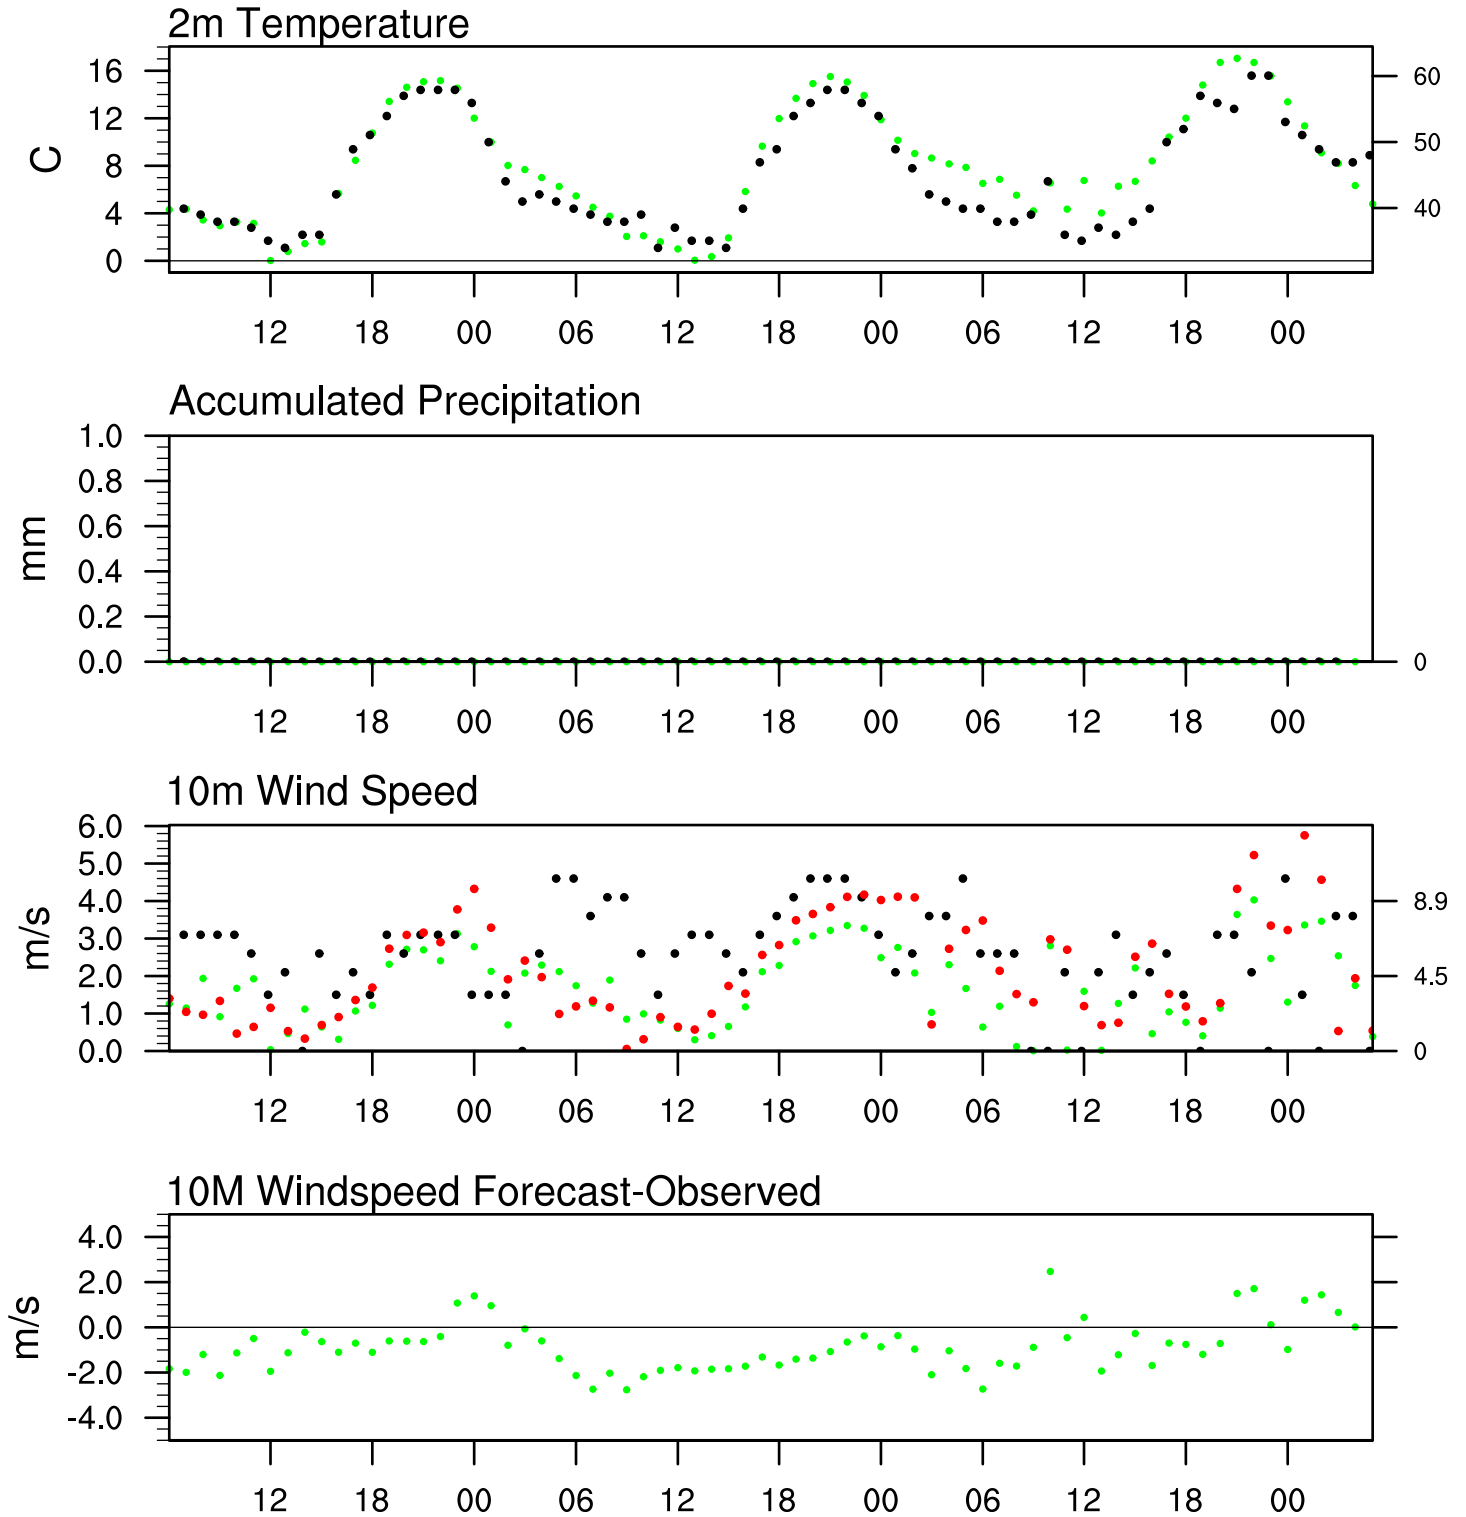 2m Temperature
16
12
8
4
0
C
60
50
40
12 18 00 06 12 18 00 06 12 18 00
Accumulated Precipitation
1.0
0.8
0.6
0.4
0.2
0.0
mm
0
12 18 00 06 12 18 00 06 12 18 00
10m Wind Speed
6.0
5.0
4.0
3.0
2.0
1.0
0.0
m/s
8.9
4.5
0
12 18 00 06 12 18 00 06 12 18 00
10M Windspeed Forecast-Observed
4.0
2.0
0.0
-2.0
-4.0
m/s
12 18 00 06 12 18 00 06 12 18 00